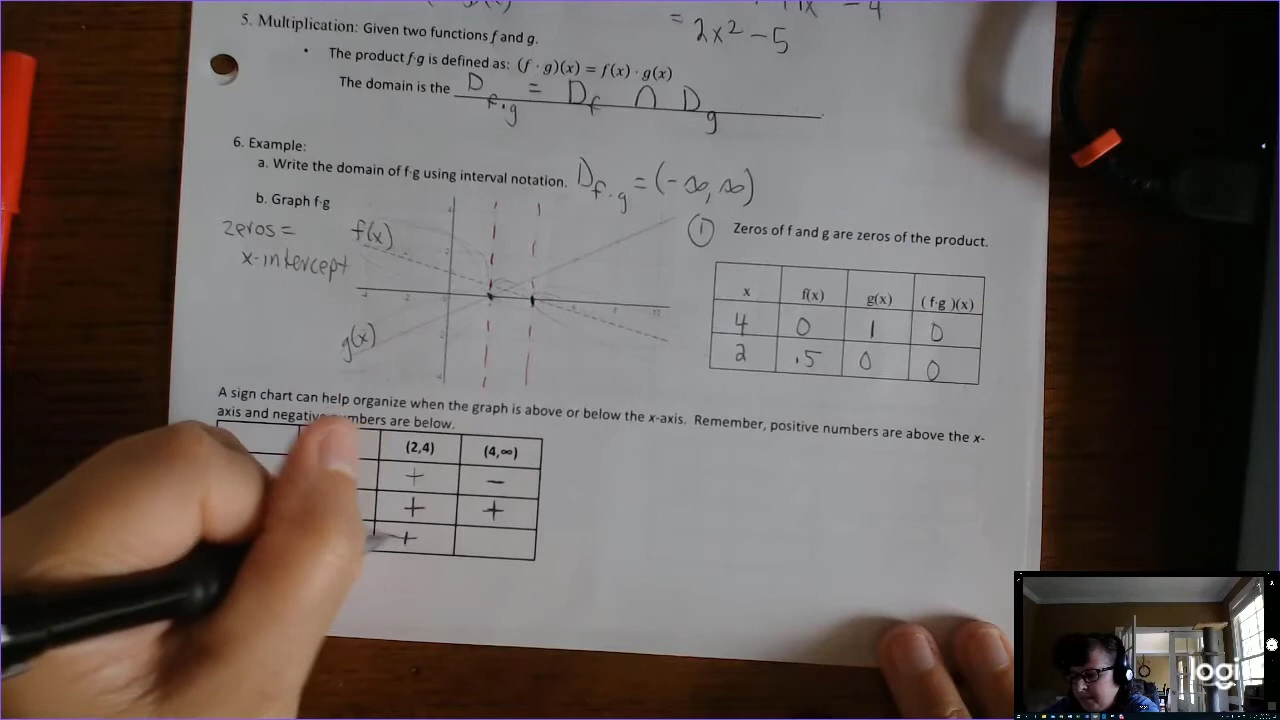 = 2x² – 5
– 4
5. Multiplication: Given two functions f and g.
• The product f·g is defined as: (f · g)(x) = f(x) · g(x)
The domain is the D f·g = D f ∩ D g
6. Example:
a. Write the domain of f·g using interval notation. D f·g = (-∞, ∞)
b. Graph f·g
zeros =
x-intercept
f(x)
g(x)
① Zeros of f and g are zeros of the product.
x f(x) g(x) (f·g)(x)
4 0 1 0
2 .5 0 0
A sign chart can help organize when the graph is above or below the x-axis. Remember, positive numbers are above the x-
axis and negative numbers are below.
(2,4) (4,∞)
+ –
+ +
+
logi